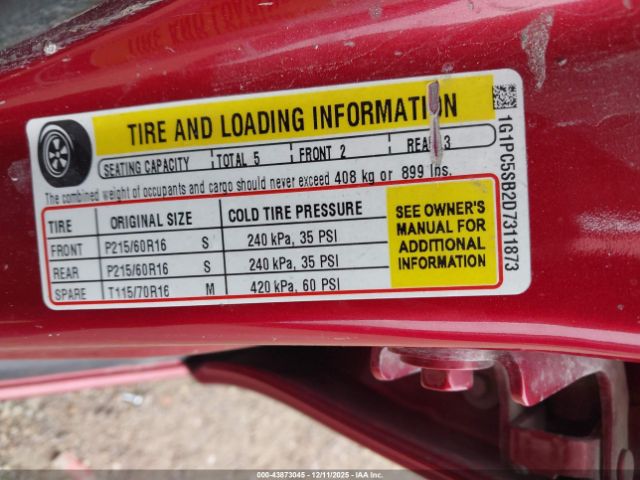 TIRE AND LOADING INFORMATION
SEATING CAPACITY TOTAL 5 FRONT 2 REAR 3
The combined weight of occupants and cargo should never exceed 408 kg or 899 lbs.
TIRE ORIGINAL SIZE COLD TIRE PRESSURE
FRONT P215/60R16 S 240 kPa, 35 PSI
REAR P215/60R16 S 240 kPa, 35 PSI
SPARE T115/70R16 M 420 kPa, 60 PSI
SEE OWNER'S
MANUAL FOR
ADDITIONAL
INFORMATION
1G1PC5SB2D7311873
00-43873045 - 12/11/2025 - IAA Inc.